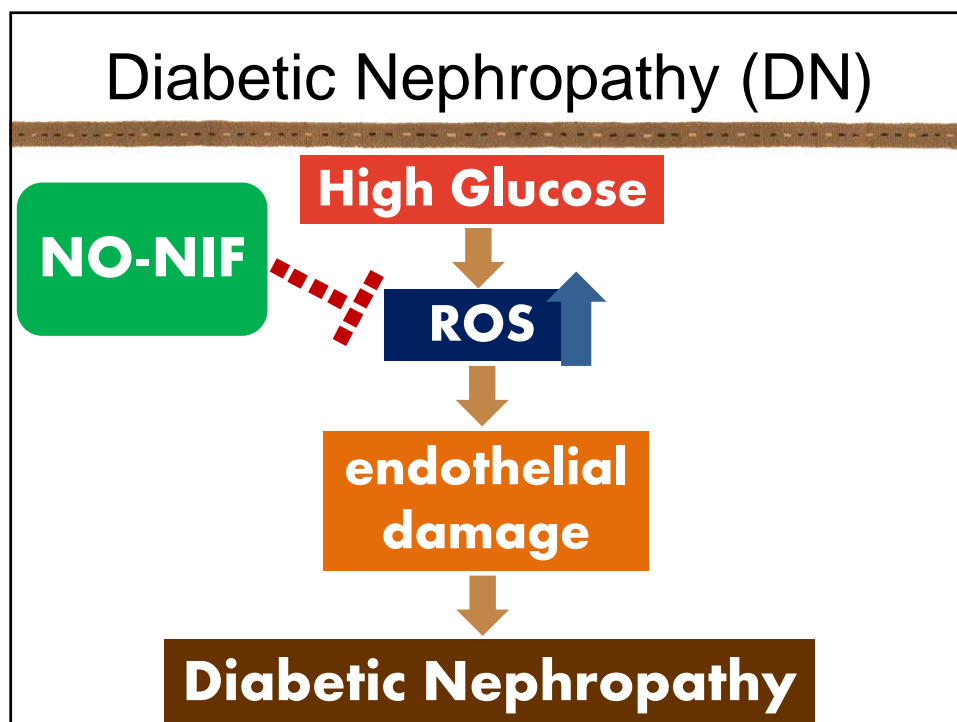 Diabetic Nephropathy (DN)
High Glucose
NO-NIF
ROS
endothelial
damage
Diabetic Nephropathy